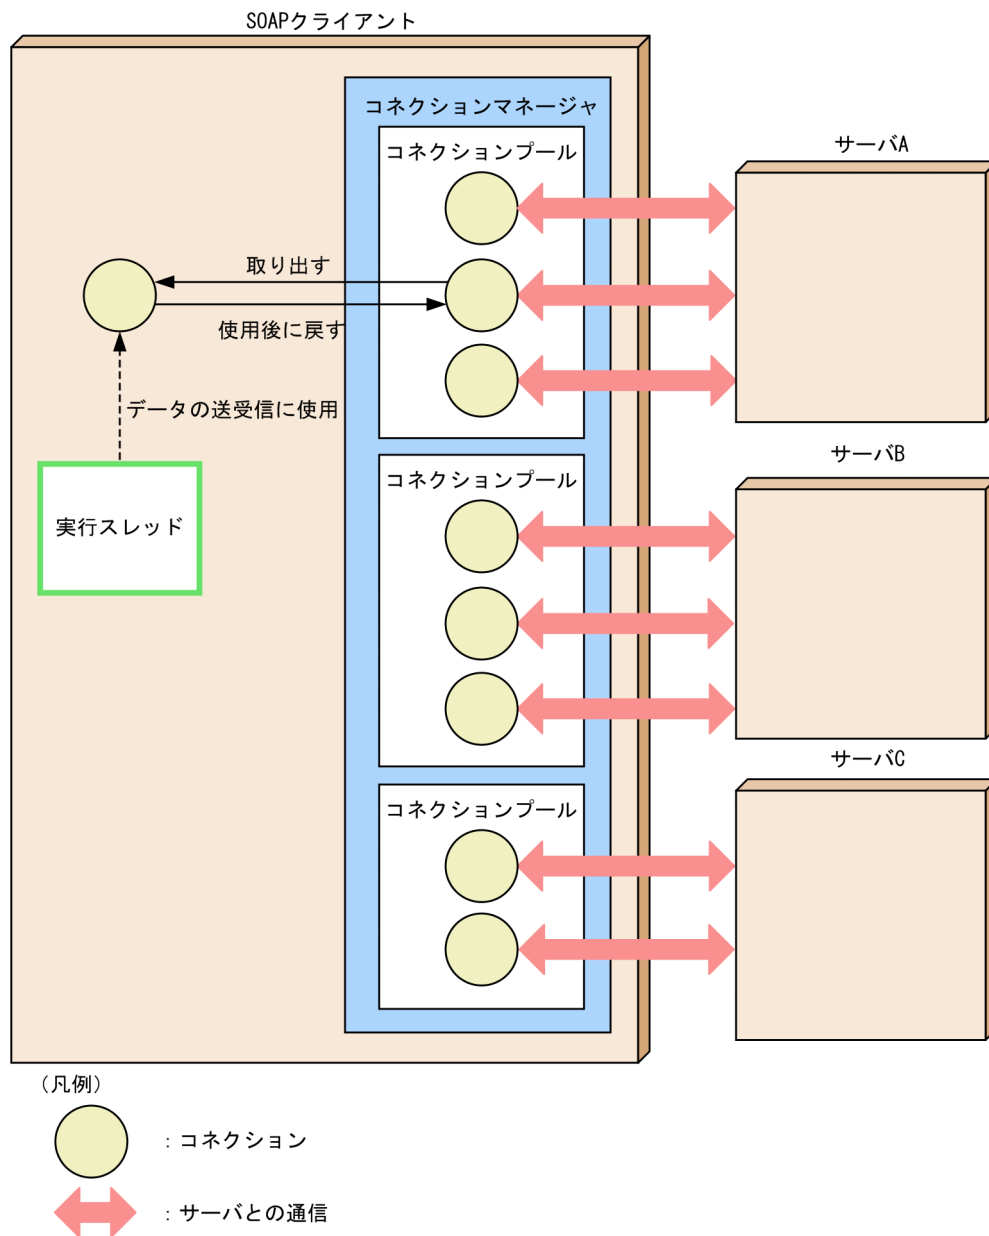 SOAPクライアント
コネクションマネージャ
コネクションプール
サーバA
取り出す
使用後に戻す
データの送受信に使用
実行スレッド
コネクションプール
サーバB
コネクションプール
サーバC
(凡例)
：コネクション
：サーバとの通信